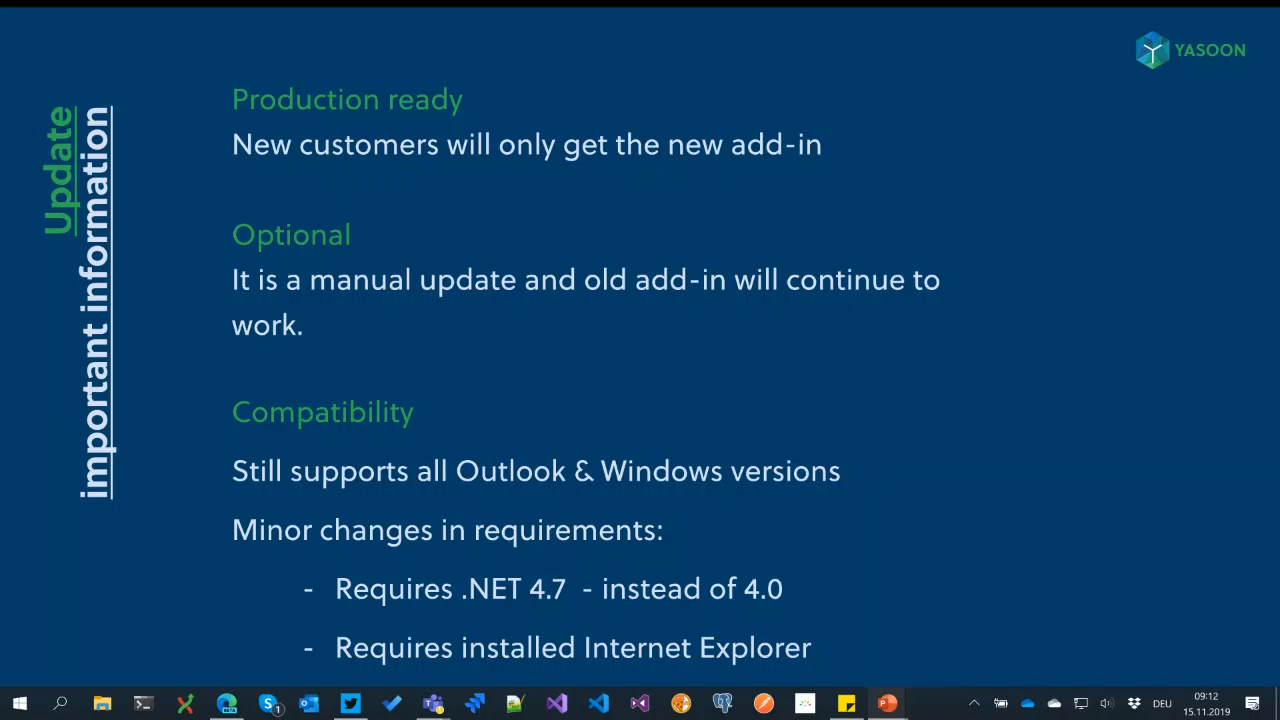 YASOON
Update
important information
Production ready
New customers will only get the new add-in
Optional
It is a manual update and old add-in will continue to
work.
Compatibility
Still supports all Outlook & Windows versions
Minor changes in requirements:
- Requires .NET 4.7 - instead of 4.0
- Requires installed Internet Explorer
BETA
1
DEU
09:12
15.11.2019